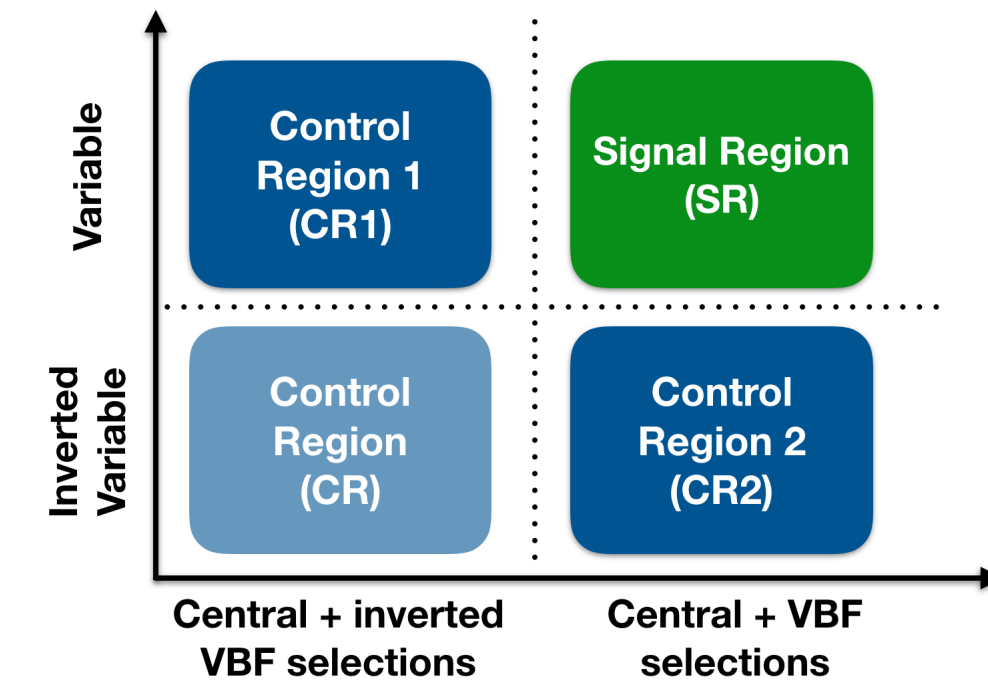 Variable
Control
Region 1
(CR1)
Signal Region
(SR)
Inverted
Variable
Control
Region
(CR)
Control
Region 2
(CR2)
Central + inverted
VBF selections
Central + VBF
selections